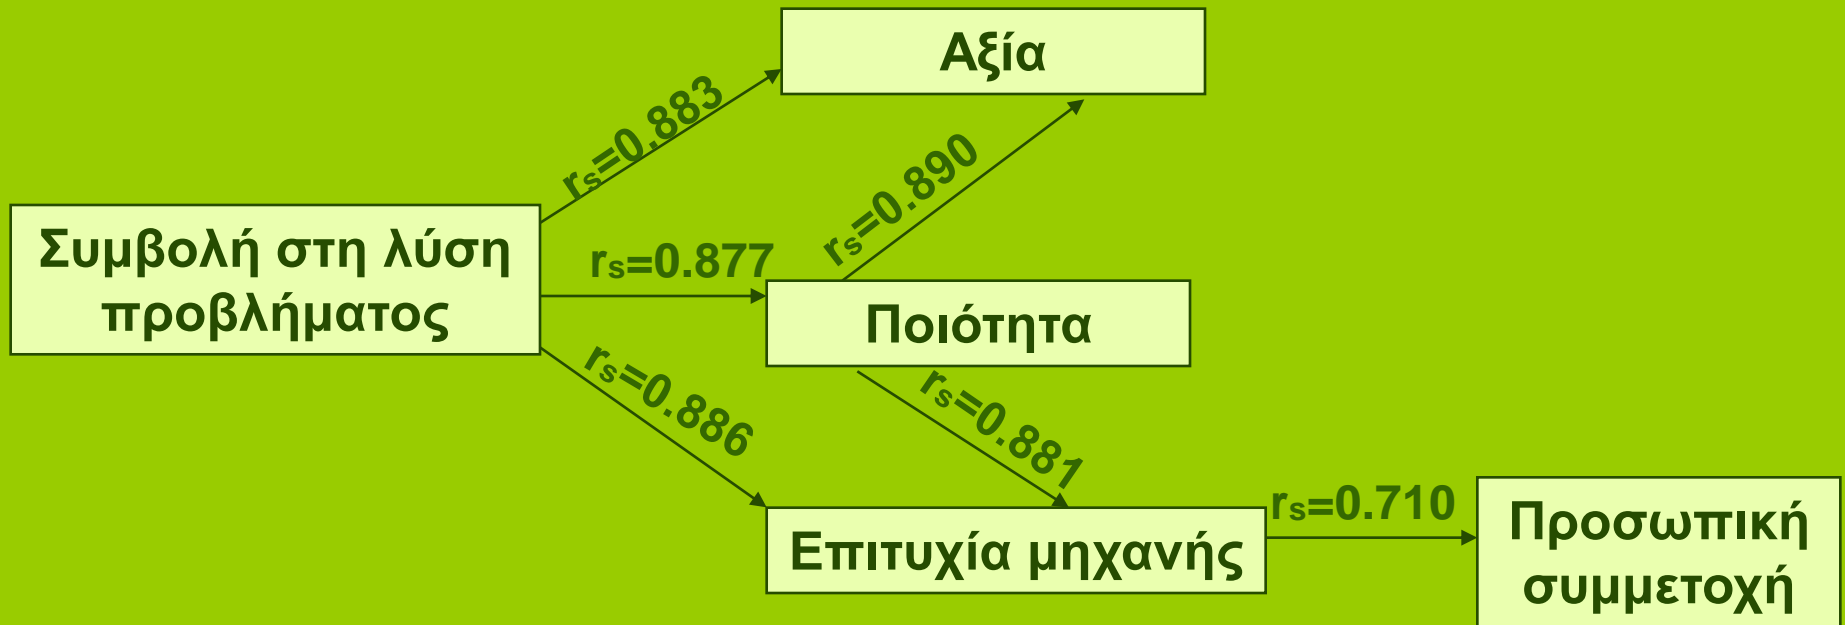 Αξία
rs=0.883
rs=0.890
Συμβολή στη λύση
προβλήματος
rs=0.877
Ποιότητα
rs=0.886
rs=0.881
Επιτυχία μηχανής
rs=0.710
Προσωπική
συμμετοχή